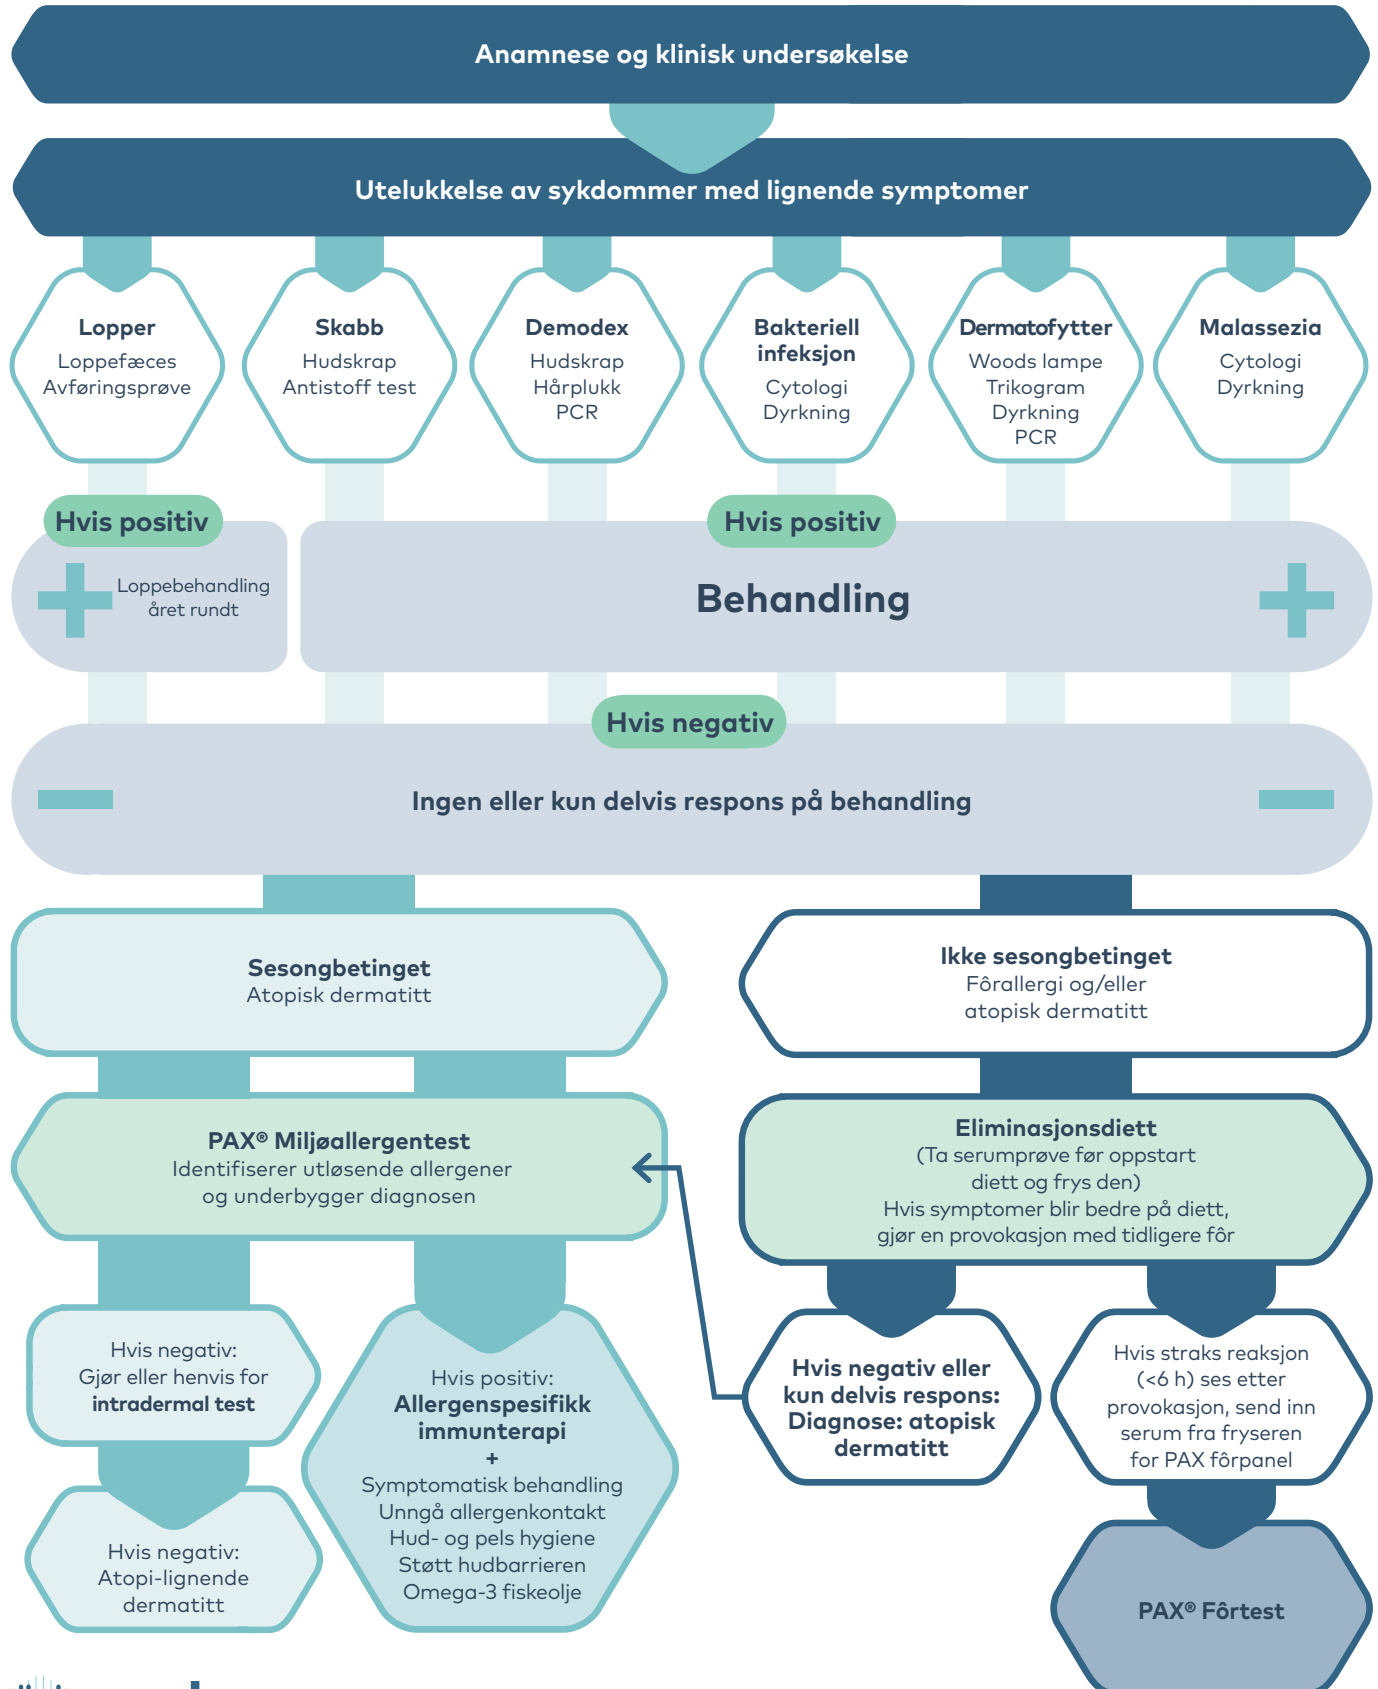 Anamnese og klinisk undersøkelse
Utelukkelse av sykdommer med lignende symptomer
Lopper
Loppefæces
Avføringsprøve
Skabb
Hudskrap
Antistoff test
Demodex
Hudskrap
Hårplukk
PCR
Bakteriell
infeksjon
Cytologi
Dyrkning
Dermatofytter
Woods lampe
Trikogram
Dyrkning
PCR
Malassezia
Cytologi
Dyrkning
Hvis positiv
Loppebehandling
året rundt
Hvis positiv
Behandling
Hvis negativ
Ingen eller kun delvis respons på behandling
Sesongbetinget
Atopisk dermatitt
Ikke sesongbetinget
Fôrallergi og/eller
atopisk dermatitt
PAX® Miljøallergentest
Identifiserer utløsende allergener
og underbygger diagnosen
Eliminasjonsdiett
(Ta serumprøve før oppstart
diett og frys den)
Hvis symptomer blir bedre på diett,
gjør en provokasjon med tidligere fôr
Hvis negativ:
Gjør eller henvis for
intradermal test
Hvis positiv:
Allergenspesifikk
immunterapi
+
Symptomatisk behandling
Unngå allergenkontakt
Hud- og pels hygiene
Støtt hudbarrieren
Omega-3 fiskeolje
Hvis negativ eller
kun delvis respons:
Diagnose: atopisk
dermatitt
Hvis straks reaksjon
(<6 h) ses etter
provokasjon, send inn
serum fra fryseren
for PAX fôrpanel
Hvis negativ:
Atopi-lignende
dermatitt
PAX® Fôrtest